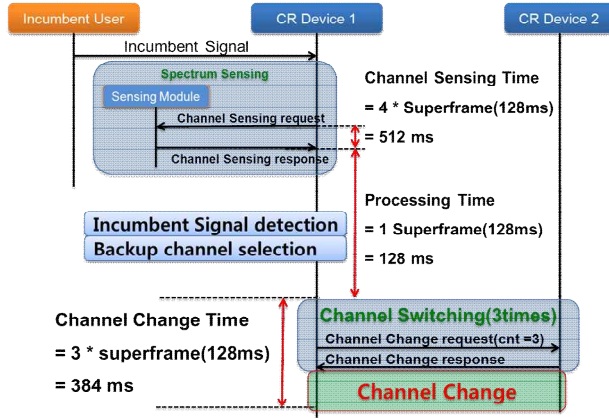 Incumbent User
CR Device 1
CR Device 2
Incumbent Signal
Spectrum Sensing
Sensing Module
Channel Sensing request
Channel Sensing response
Channel Sensing Time
= 4 * Superframe(128ms)
= 512 ms
Processing Time
= 1 Superframe(128ms)
= 128 ms
Incumbent Signal detection
Backup channel selection
Channel Change Time
= 3 * superframe(128ms)
= 384 ms
Channel Switching(3times)
Channel Change request(cnt =3)
Channel Change response
Channel Change